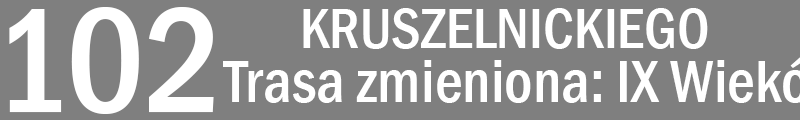 102 KRUSZELNICKIEGO
Trasa zmieniona: IX Wiekó